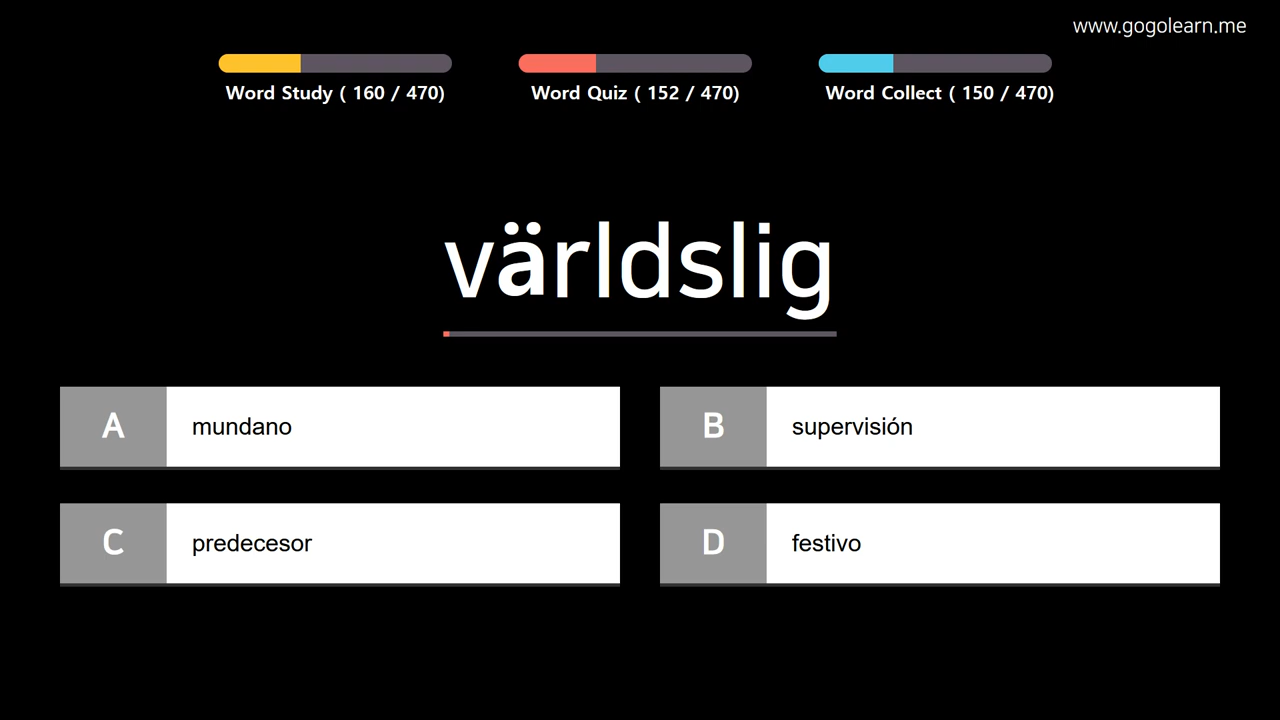 www.gogolearn.me
Word Study ( 160 / 470)
Word Quiz ( 152 / 470)
Word Collect ( 150 / 470)
världslig
A mundano
B supervisión
C predecesor
D festivo